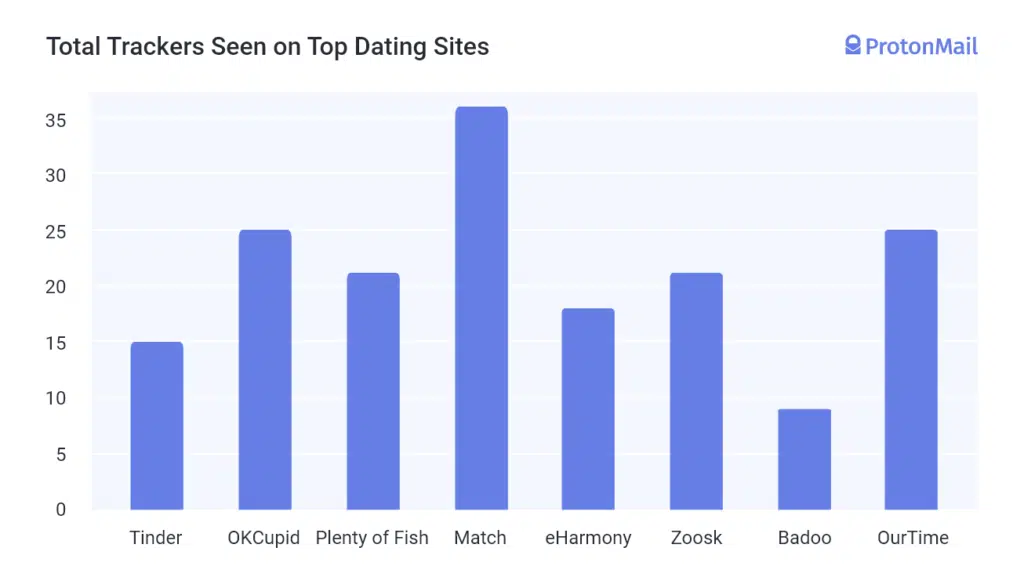 Total Trackers Seen on Top Dating Sites
ProtonMail
35
30
25
20
15
10
5
0
Tinder OKCupid Plenty of Fish Match eHarmony Zoosk Badoo OurTime